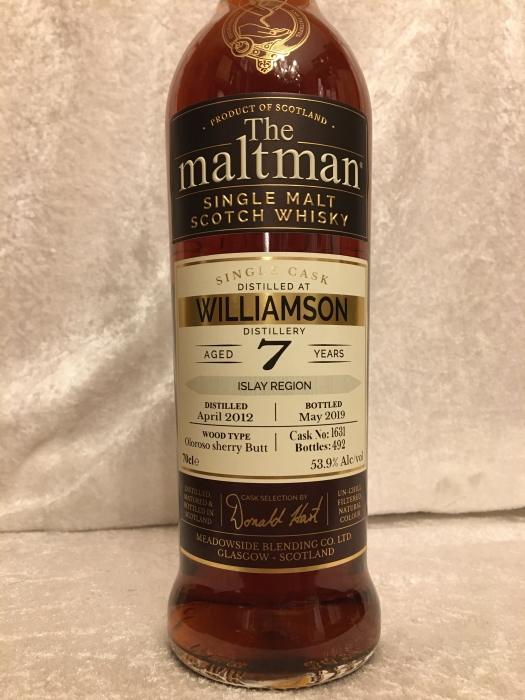 · PRODUCT OF SCOTLAND ·
The
maltman
SINGLE MALT
SCOTCH WHISKY
SINGLE CASK
DISTILLED AT
WILLIAMSON
DISTILLERY
AGED 7 YEARS
ISLAY REGION
DISTILLED BOTTLED
April 2012 May 2019
WOOD TYPE Cask No: 1631
Oloroso sherry Butt Bottles: 492
70cle 53.9% Alc/vol
DISTILLED,
MATURED &
BOTTLED IN
SCOTLAND
CASK SELECTION BY
Donald Hart
UN-CHILL
FILTERED
NATURAL
COLOUR
MEADOWSIDE BLENDING CO. LTD.
GLASGOW - SCOTLAND